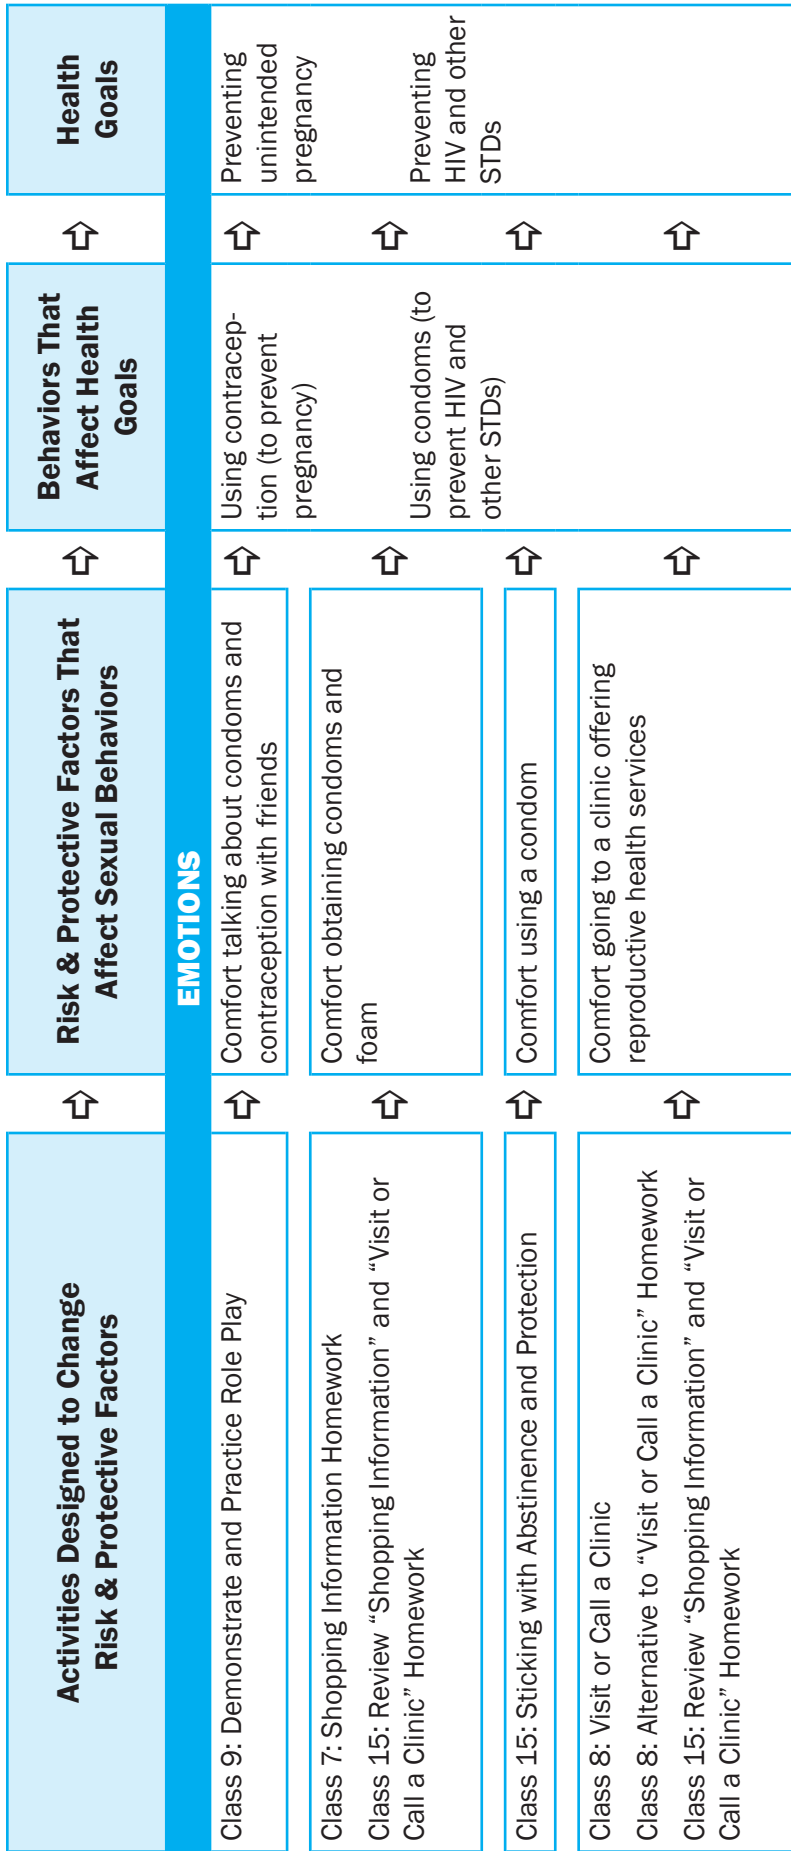 Activities Designed to Change
Risk & Protective Factors
Risk & Protective Factors That
Affect Sexual Behaviors
Behaviors That
Affect Health
Goals
Health
Goals
EMOTIONS
Class 9: Demonstrate and Practice Role Play
Comfort talking about condoms and
contraception with friends
Using contracep-
tion (to prevent
pregnancy)
Preventing
unintended
pregnancy
Class 7: Shopping Information Homework
Class 15: Review “Shopping Information” and “Visit or
Call a Clinic” Homework
Comfort obtaining condoms and
foam
Using condoms (to
prevent HIV and
other STDs)
Preventing
HIV and other
STDs
Class 15: Sticking with Abstinence and Protection
Comfort using a condom
Class 8: Visit or Call a Clinic
Class 8: Alternative to “Visit or Call a Clinic” Homework
Class 15: Review “Shopping Information” and “Visit or
Call a Clinic” Homework
Comfort going to a clinic offering
reproductive health services